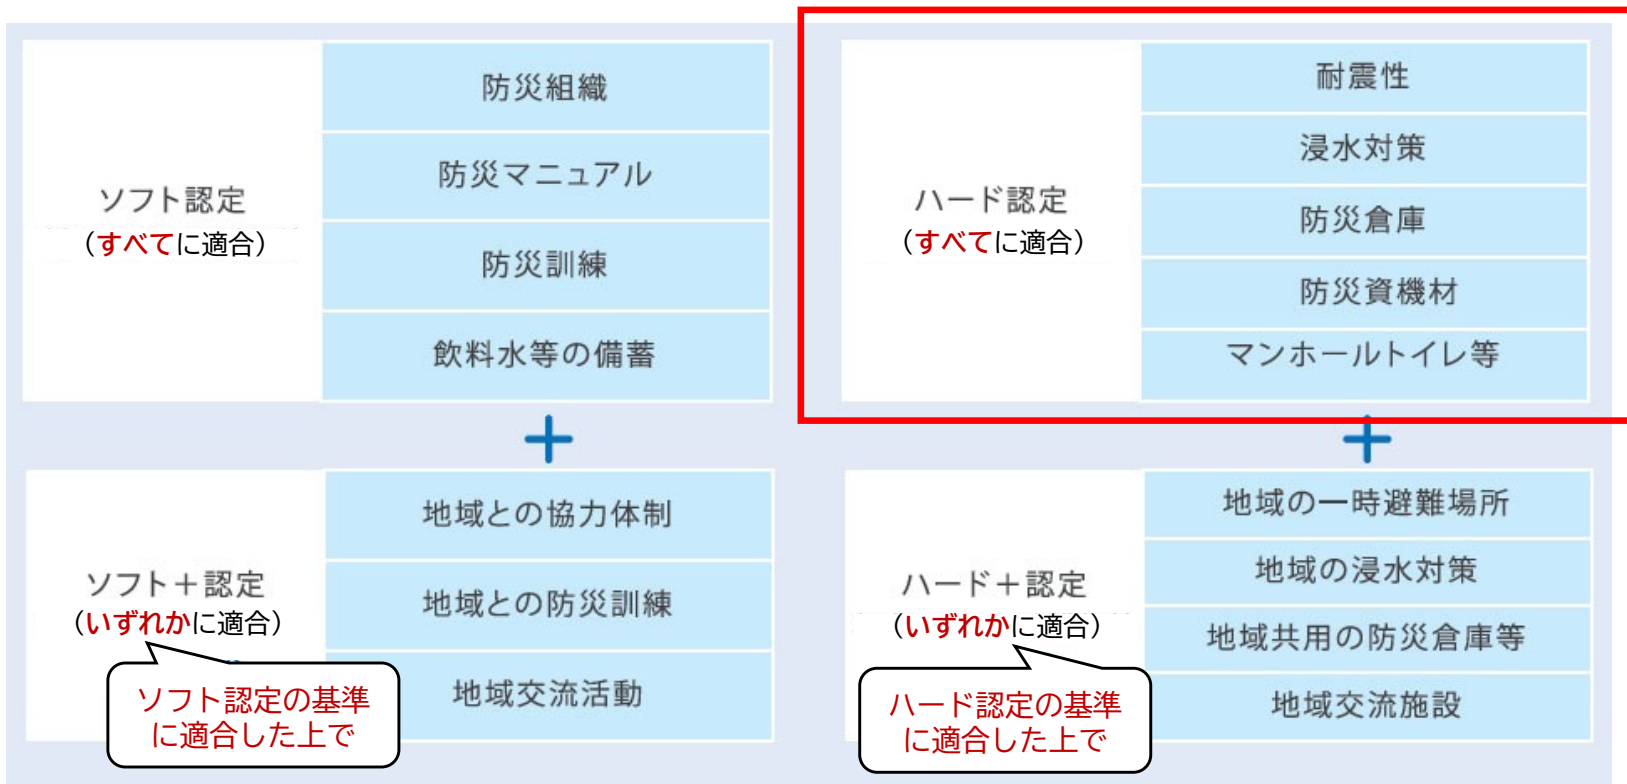 ソフト認定
（すべてに適合）
防災組織
防災マニュアル
防災訓練
飲料水等の備蓄
ハード認定
（すべてに適合）
耐震性
浸水対策
防災倉庫
防災資機材
マンホールトイレ等
＋
＋
ソフト＋認定
（いずれかに適合）
ソフト認定の基準
に適合した上で
地域との協力体制
地域との防災訓練
地域交流活動
ハード＋認定
（いずれかに適合）
ハード認定の基準
に適合した上で
地域の一時避難場所
地域の浸水対策
地域共用の防災倉庫等
地域交流施設